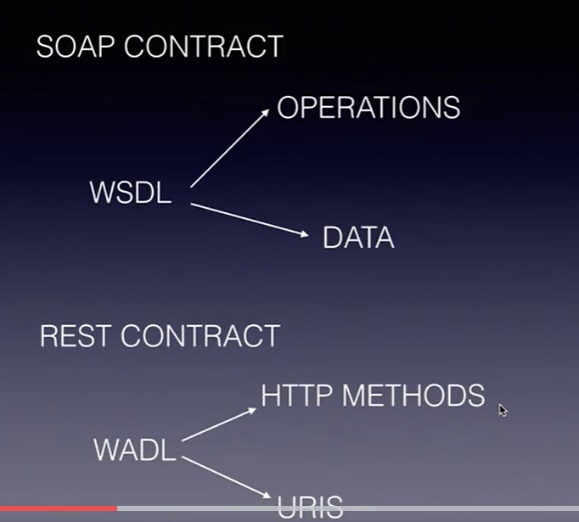 SOAP CONTRACT
OPERATIONS
WSDL
DATA
REST CONTRACT
HTTP METHODS
WADL
URIS